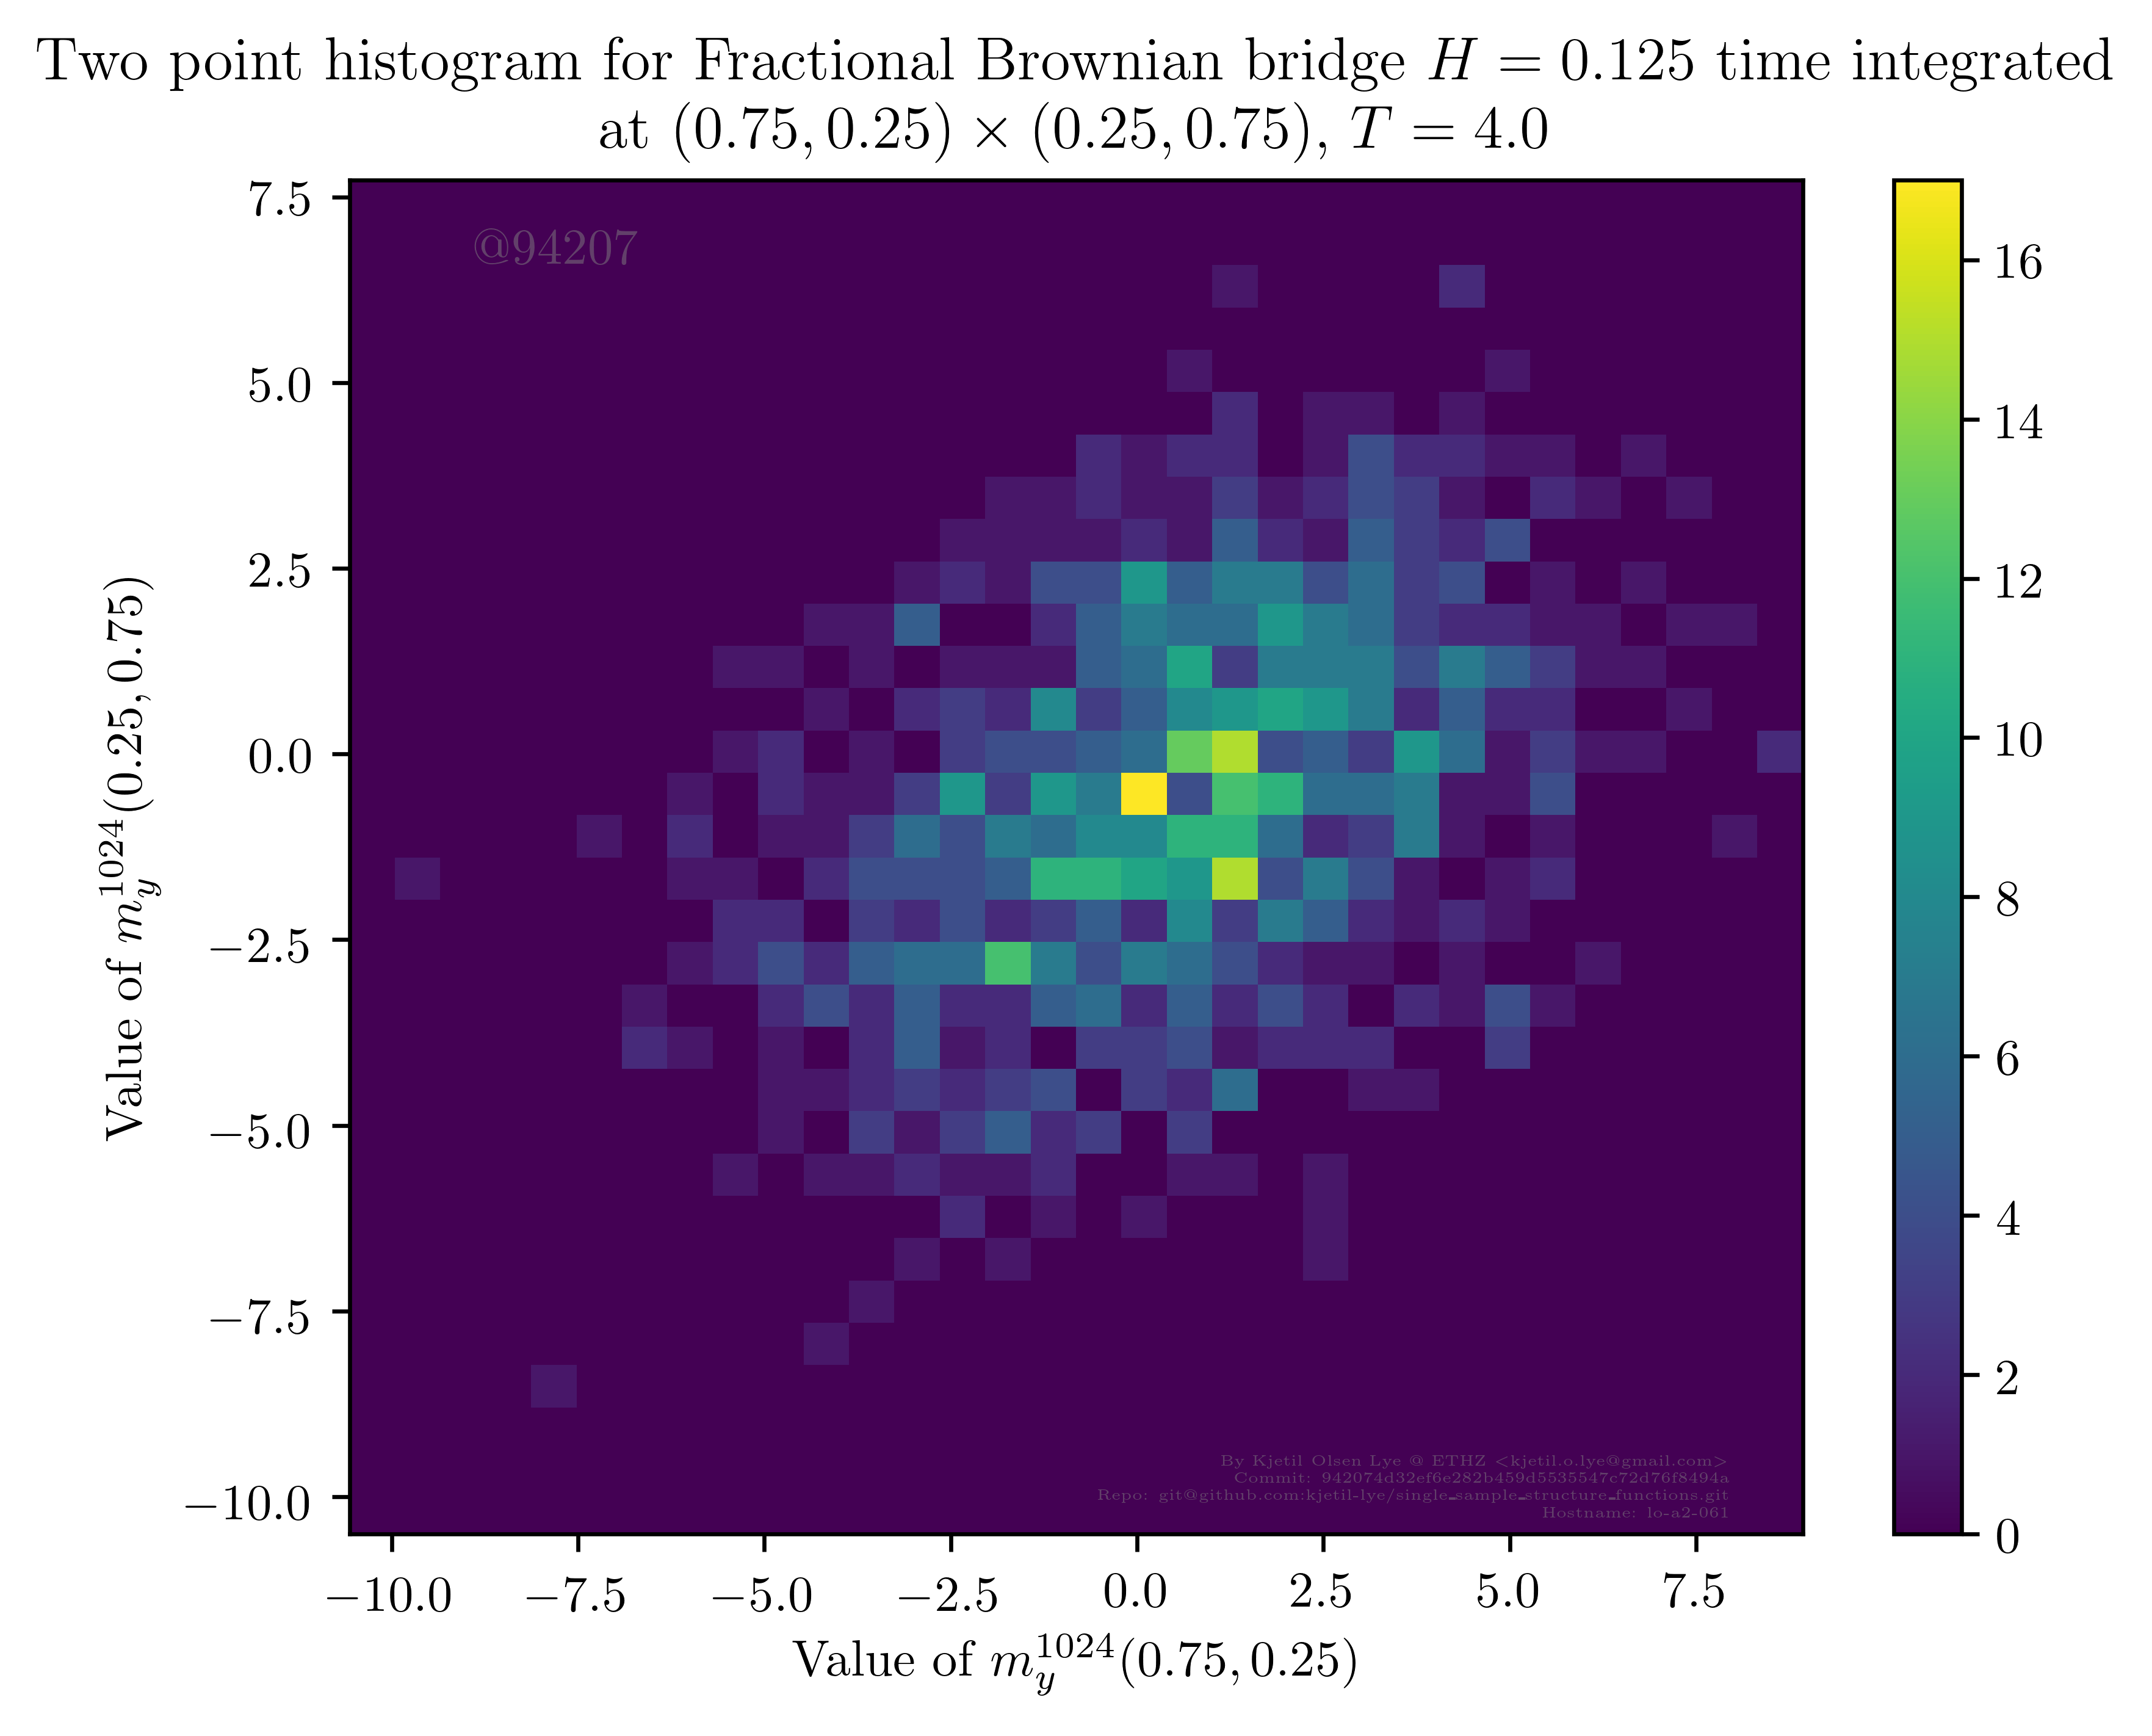 Two point histogram for Fractional Brownian bridge H = 0.125 time integrated
at (0.75, 0.25) × (0.25, 0.75), T = 4.0
@94207
7.5
5.0
2.5
0.0
−2.5
−5.0
−7.5
−10.0
Value of m_y^{1024}(0.25, 0.75)
16
14
12
10
8
6
4
2
0
By Kjetil Olsen Lye @ ETHZ <kjetil.o.lye@gmail.com>
Commit: 942074d32ef6e282b459d5535547c72d76f8494a
Repo: git@github.com:kjetil-lye/single_sample_structure_functions.git
Hostname: lo-a2-061
−10.0 −7.5 −5.0 −2.5 0.0 2.5 5.0 7.5
Value of m_y^{1024}(0.75, 0.25)